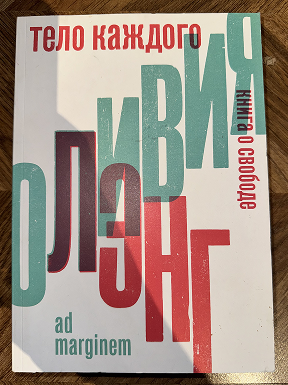 тело каждого
оливия
лэнг
книга о свободе
ad
marginem